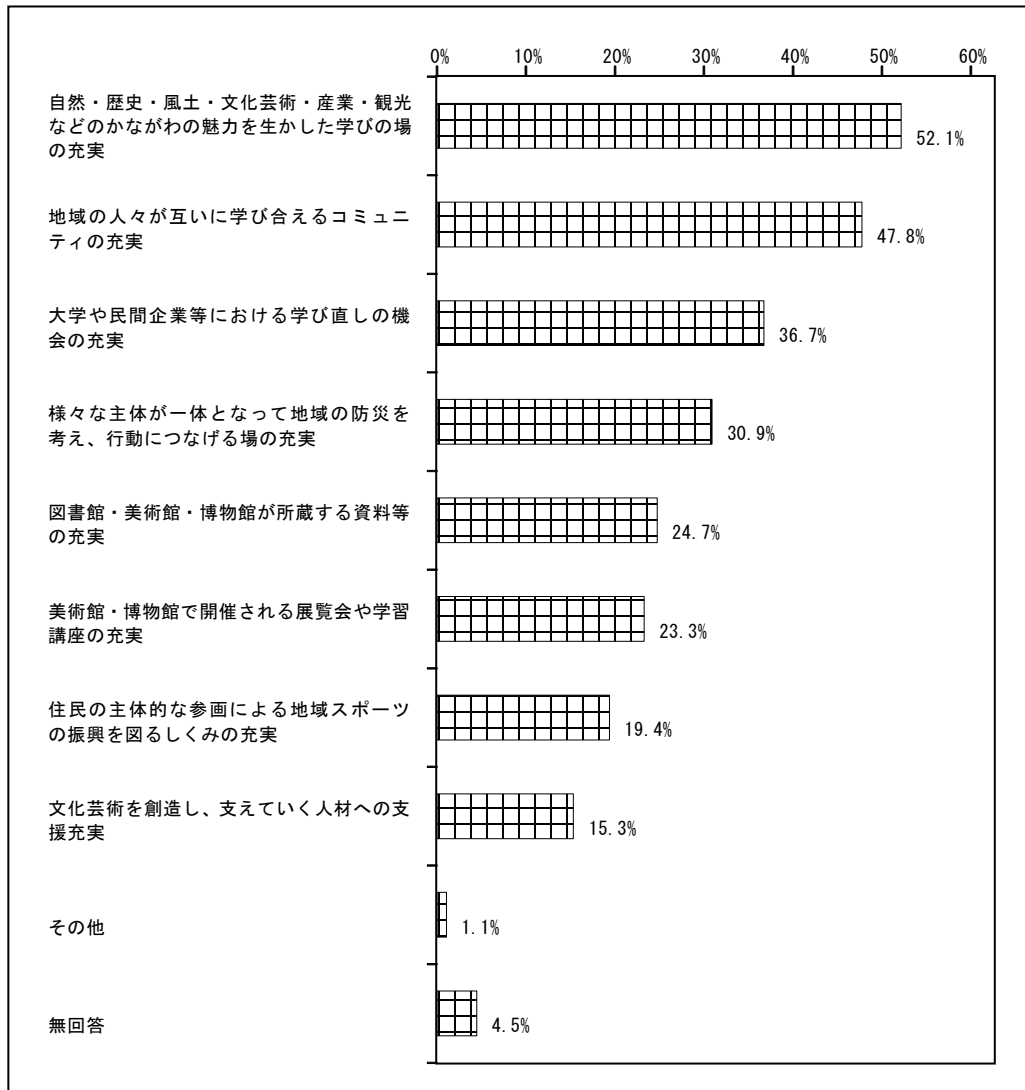 0% 10% 20% 30% 40% 50% 60%
自然・歴史・風土・文化芸術・産業・観光
などのかながわの魅力を生かした学びの場
の充実
52.1%
地域の人々が互いに学び合えるコミュニ
ティの充実
47.8%
大学や民間企業等における学び直しの機
会の充実
36.7%
様々な主体が一体となって地域の防災を
考え、行動につなげる場の充実
30.9%
図書館・美術館・博物館が所蔵する資料等
の充実
24.7%
美術館・博物館で開催される展覧会や学習
講座の充実
23.3%
住民の主体的な参画による地域スポーツ
の振興を図るしくみの充実
19.4%
文化芸術を創造し、支えていく人材への支
援充実
15.3%
その他
1.1%
無回答
4.5%